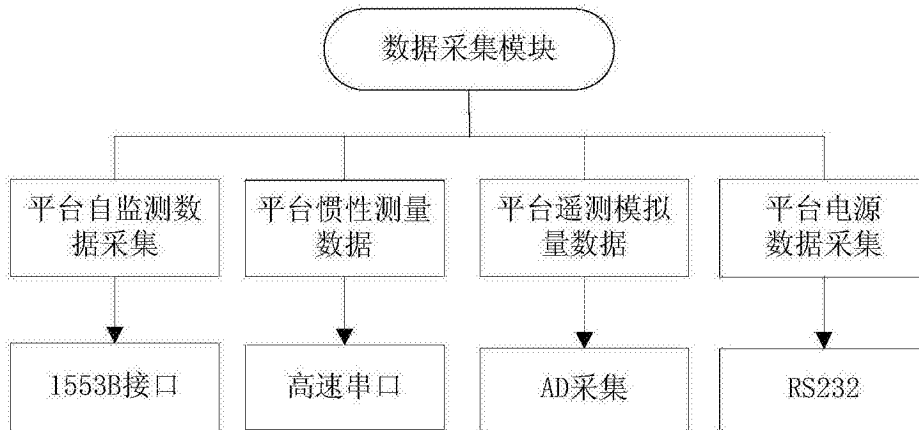 数据采集模块
平台自监测数
据采集
平台惯性测量
数据
平台遥测模拟
量数据
平台电源
数据采集
1553B接口
高速串口
AD采集
RS232